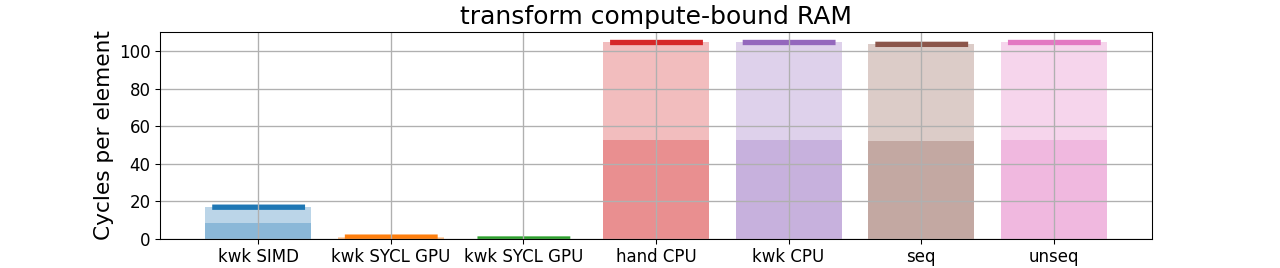 transform compute-bound RAM
Cycles per element
100
80
60
40
20
0
kwk SIMD
kwk SYCL GPU
kwk SYCL GPU
hand CPU
kwk CPU
seq
unseq